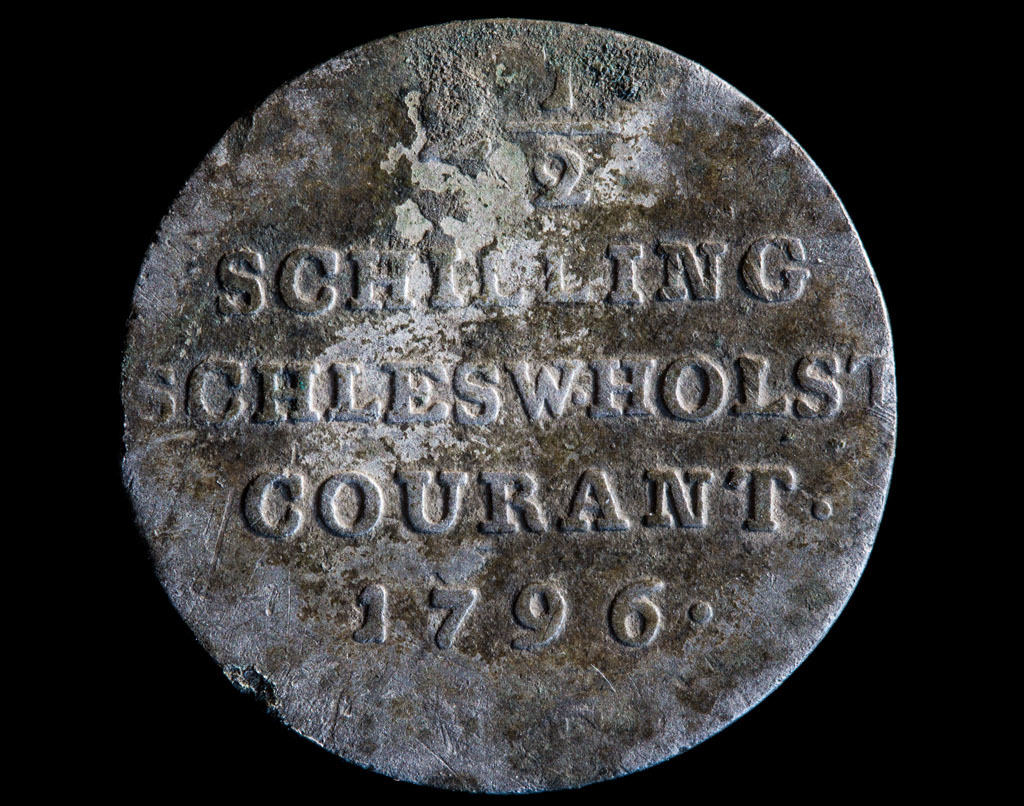 1
2
SCHILLING
SCHLESW.HOLST
COURANT.
1796.